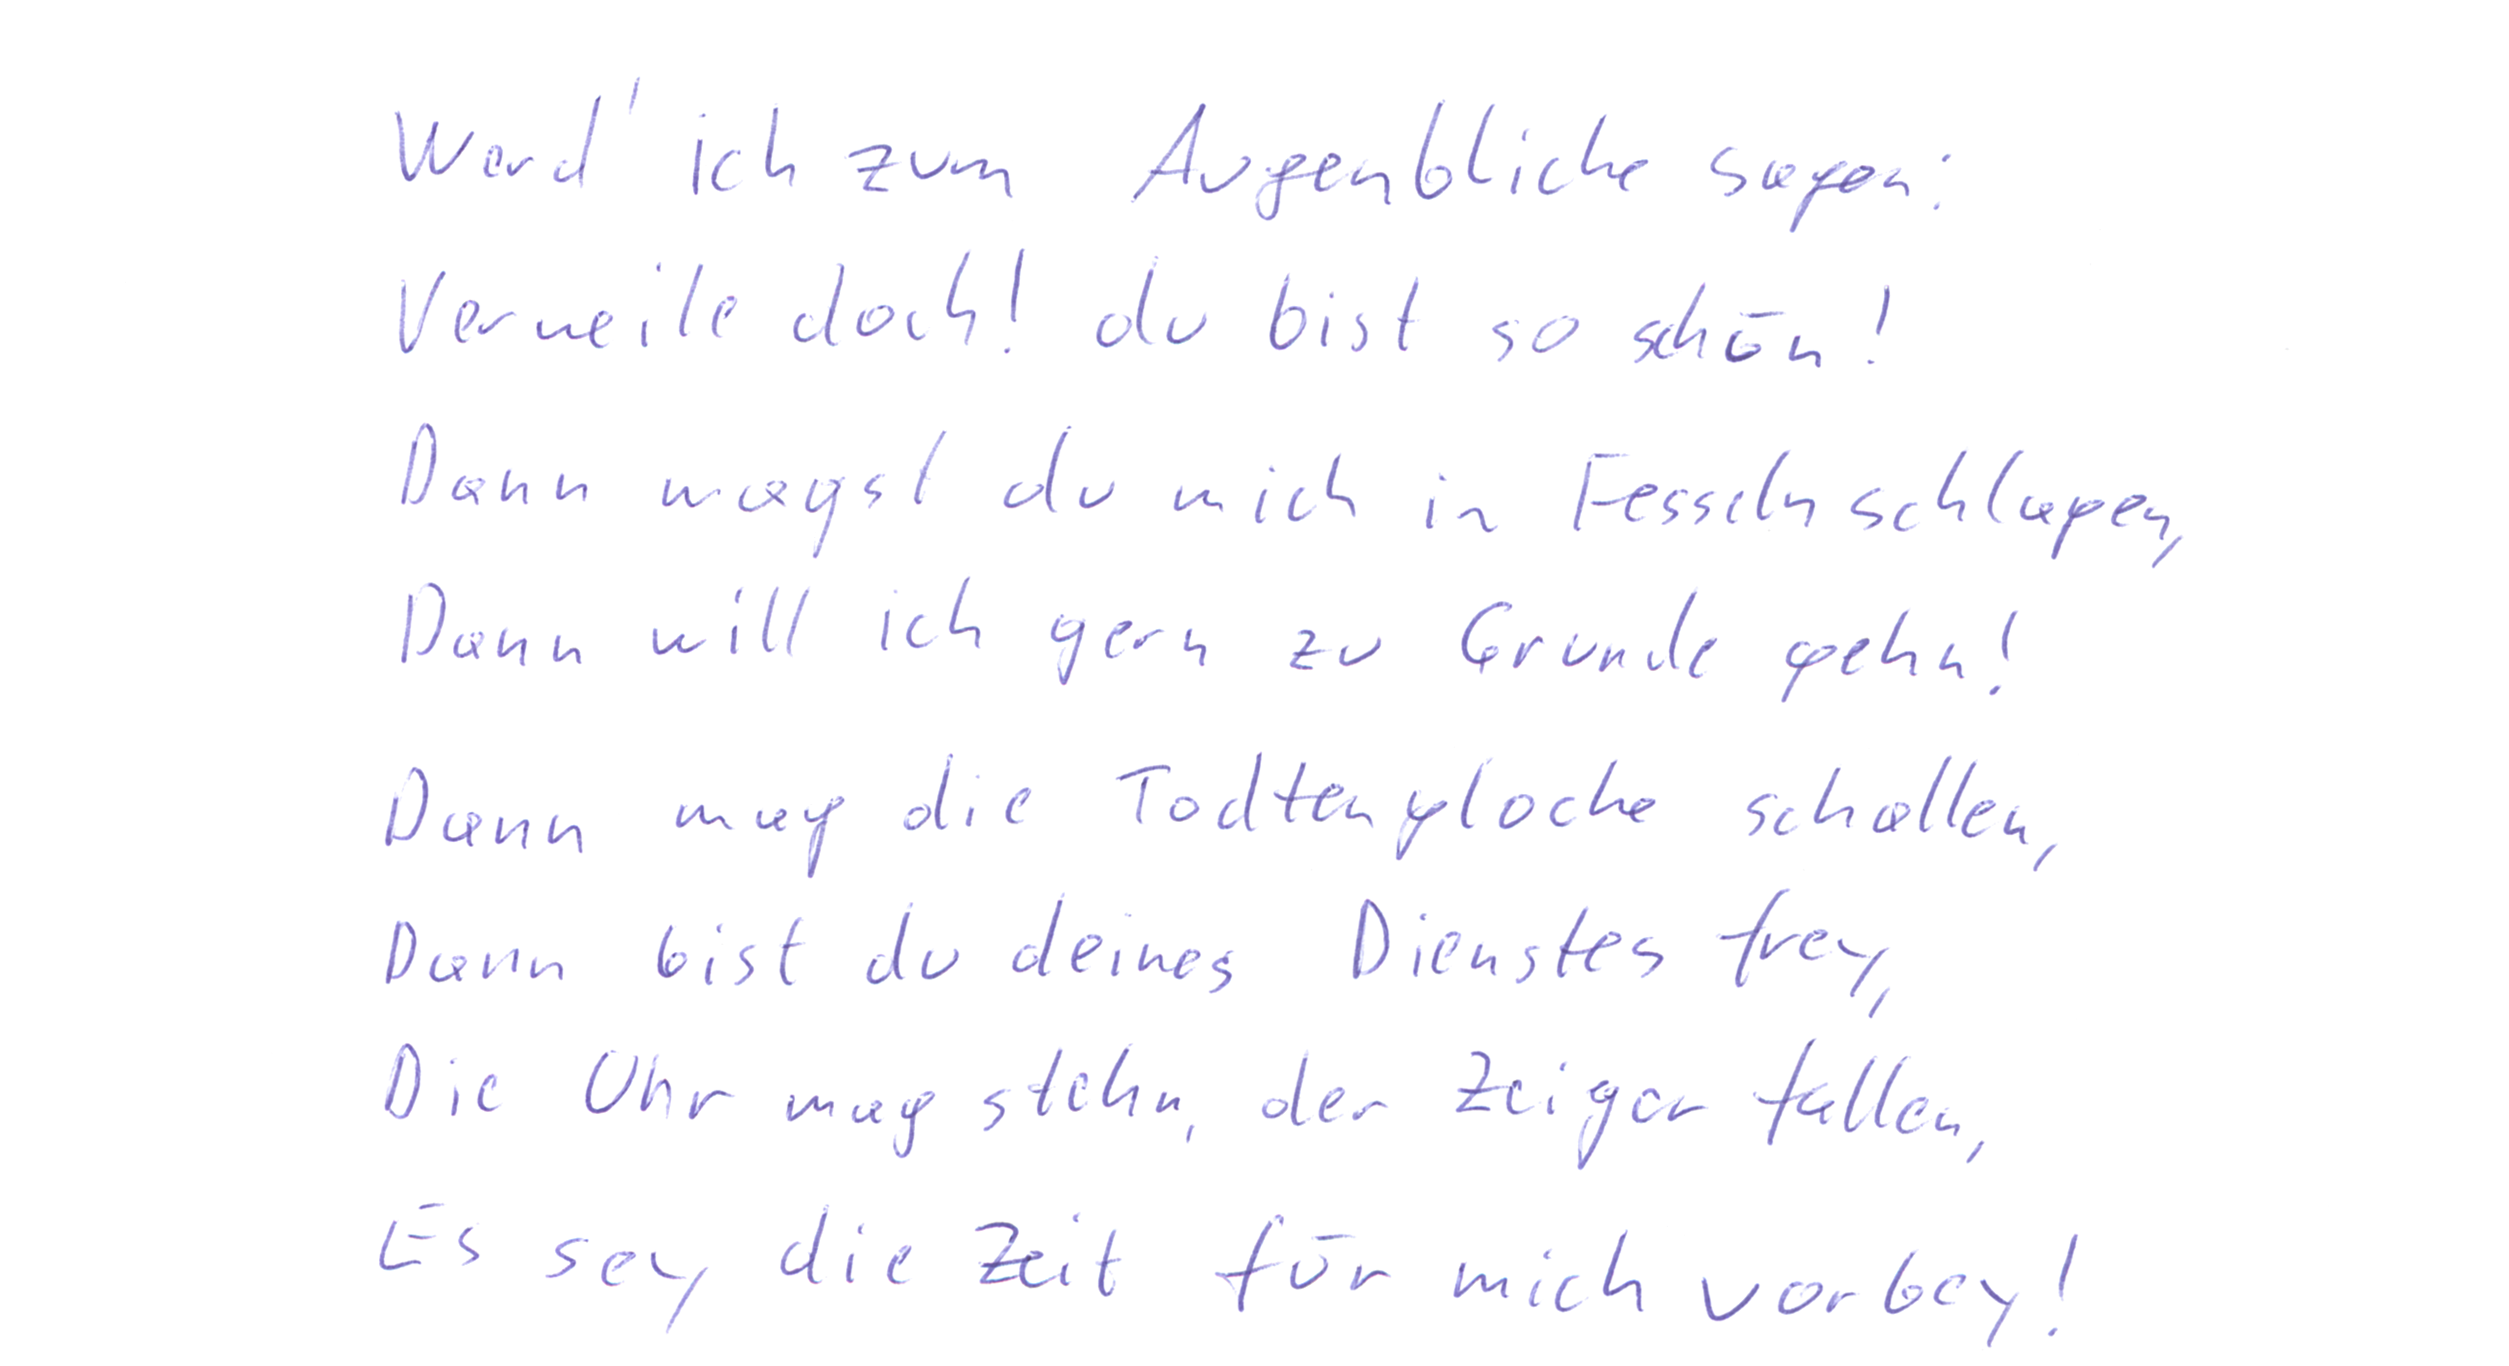 Werd' ich zum Augenblicke sagen:
Verweile doch! du bist so schön!
Dann magst du mich in Fesseln schlagen,
Dann will ich gern zu Grunde gehn!
Dann mag die Todtenglocke schallen,
Dann bist du deines Dienstes frey,
Die Uhr mag stehn, der Zeiger fallen,
Es sey die Zeit für mich vorbey!